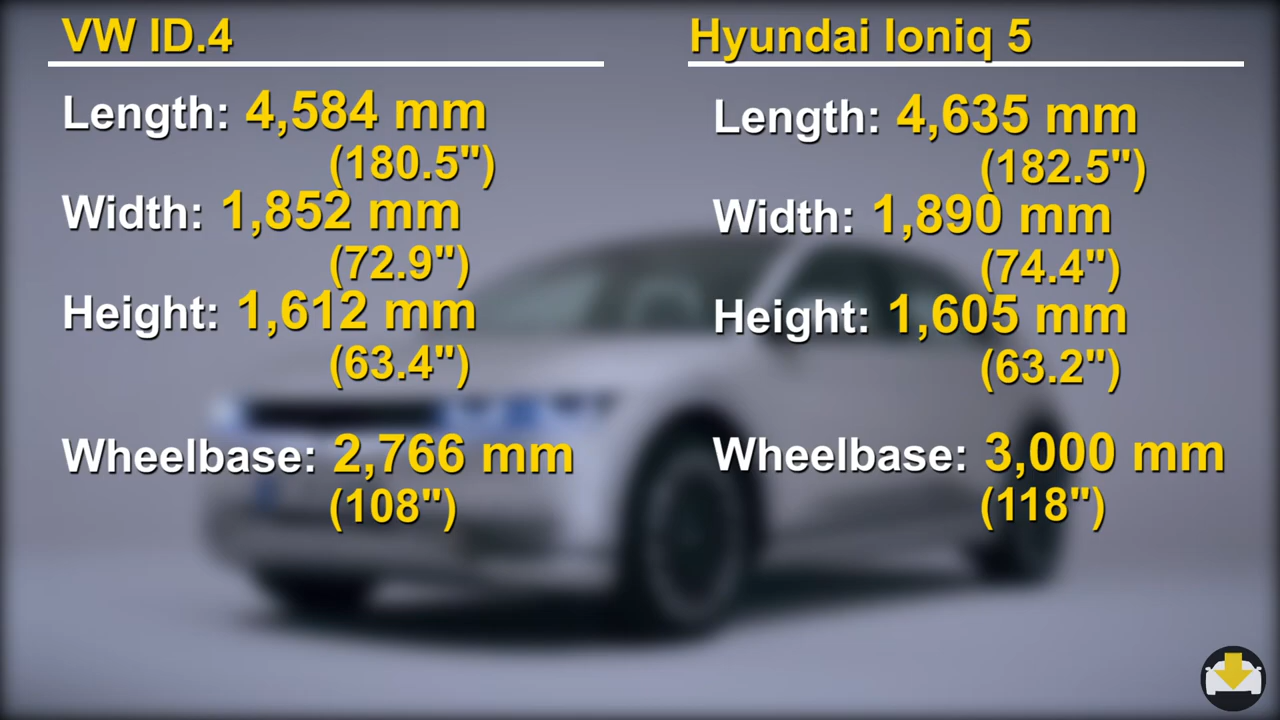 VW ID.4
Length: 4,584 mm
(180.5")
Width: 1,852 mm
(72.9")
Height: 1,612 mm
(63.4")
Wheelbase: 2,766 mm
(108")
Hyundai Ioniq 5
Length: 4,635 mm
(182.5")
Width: 1,890 mm
(74.4")
Height: 1,605 mm
(63.2")
Wheelbase: 3,000 mm
(118")